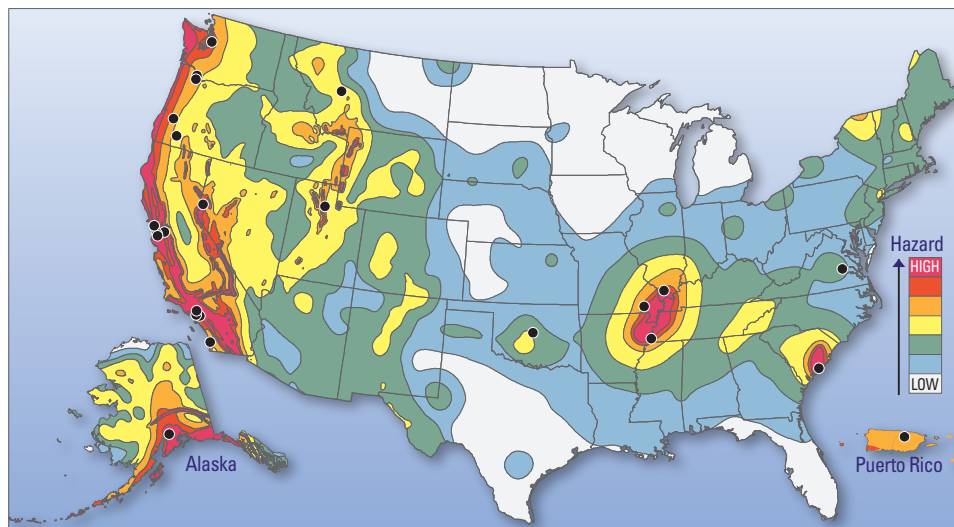 Hazard
HIGH
LOW
Alaska
Puerto Rico